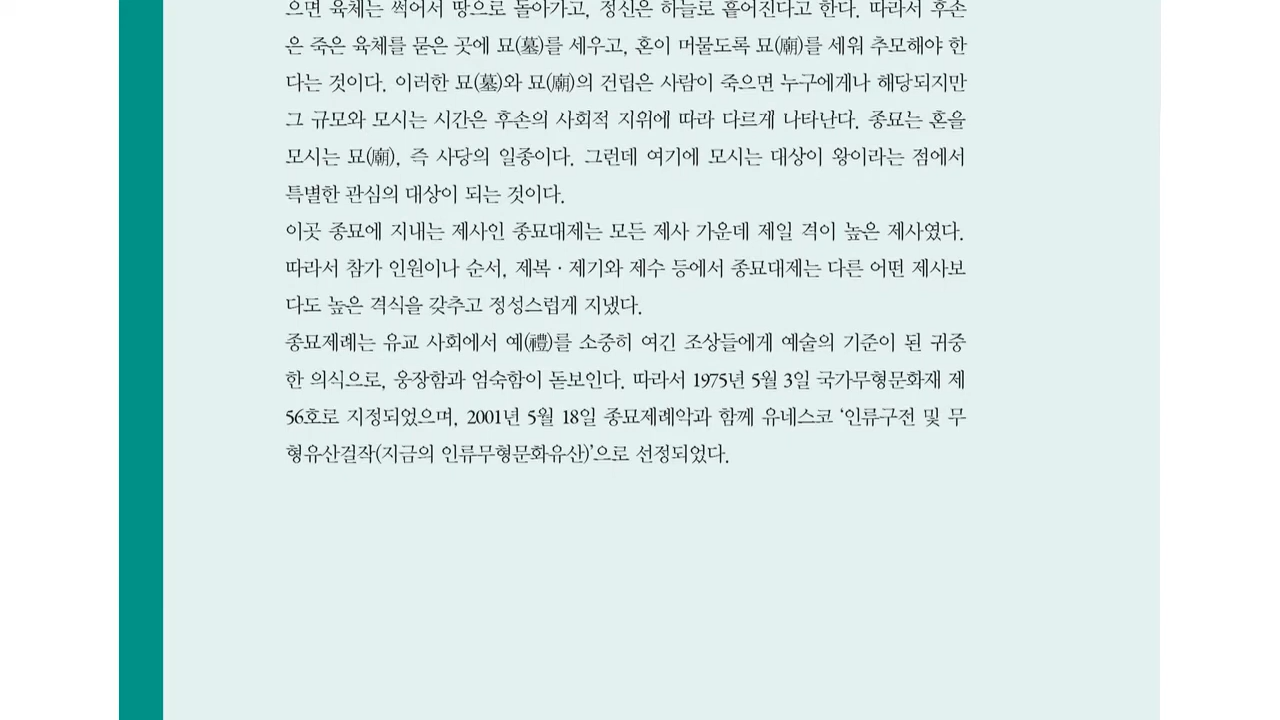 으면 육체는 썩어서 땅으로 돌아가고, 정신은 하늘로 흩어진다고 한다. 따라서 후손
은 죽은 육체를 묻은 곳에 묘(墓)를 세우고, 혼이 머물도록 묘(廟)를 세워 추모해야 한
다는 것이다. 이러한 묘(墓)와 묘(廟)의 건립은 사람이 죽으면 누구에게나 해당되지만
그 규모와 모시는 시간은 후손의 사회적 지위에 따라 다르게 나타난다. 종묘는 혼을
모시는 묘(廟), 즉 사당의 일종이다. 그런데 여기에 모시는 대상이 왕이라는 점에서
특별한 관심의 대상이 되는 것이다.
이곳 종묘에 지내는 제사인 종묘대제는 모든 제사 가운데 제일 격이 높은 제사였다.
따라서 참가 인원이나 순서, 제복 · 제기와 제수 등에서 종묘대제는 다른 어떤 제사보
다도 높은 격식을 갖추고 정성스럽게 지냈다.
종묘제례는 유교 사회에서 예(禮)를 소중히 여긴 조상들에게 예술의 기준이 된 귀중
한 의식으로, 웅장함과 엄숙함이 돋보인다. 따라서 1975년 5월 3일 국가무형문화재 제
56호로 지정되었으며, 2001년 5월 18일 종묘제례악과 함께 유네스코 ‘인류구전 및 무
형유산걸작(지금의 인류무형문화유산)’으로 선정되었다.